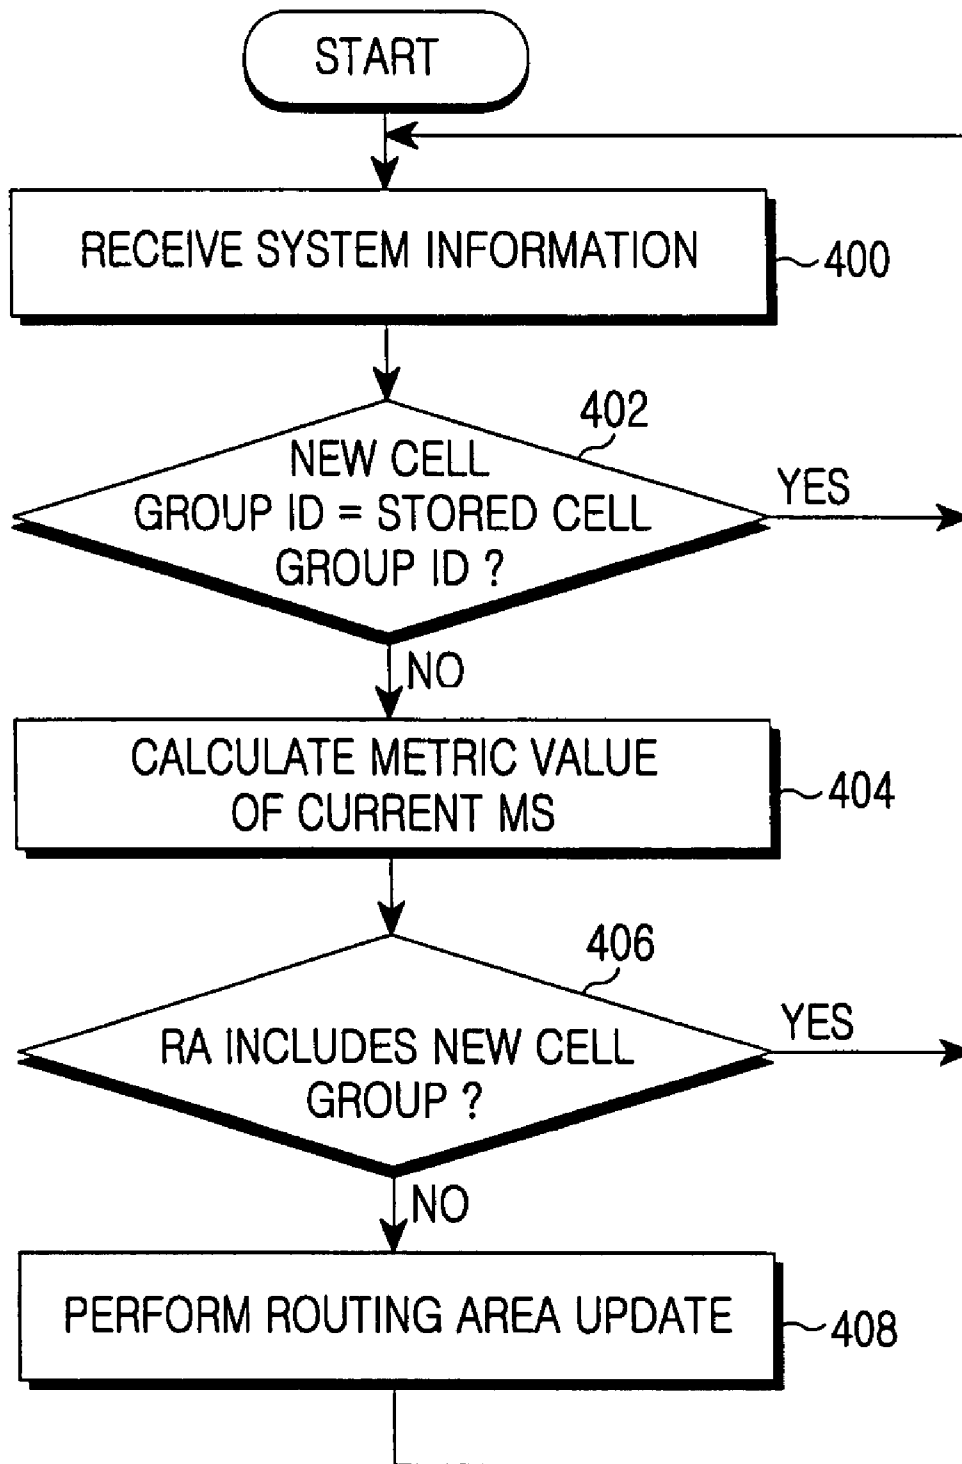 START
RECEIVE SYSTEM INFORMATION
400
402
NEW CELL
GROUP ID = STORED CELL
GROUP ID ?
YES
NO
CALCULATE METRIC VALUE
OF CURRENT MS
404
406
RA INCLUDES NEW CELL
GROUP ?
YES
NO
PERFORM ROUTING AREA UPDATE
408